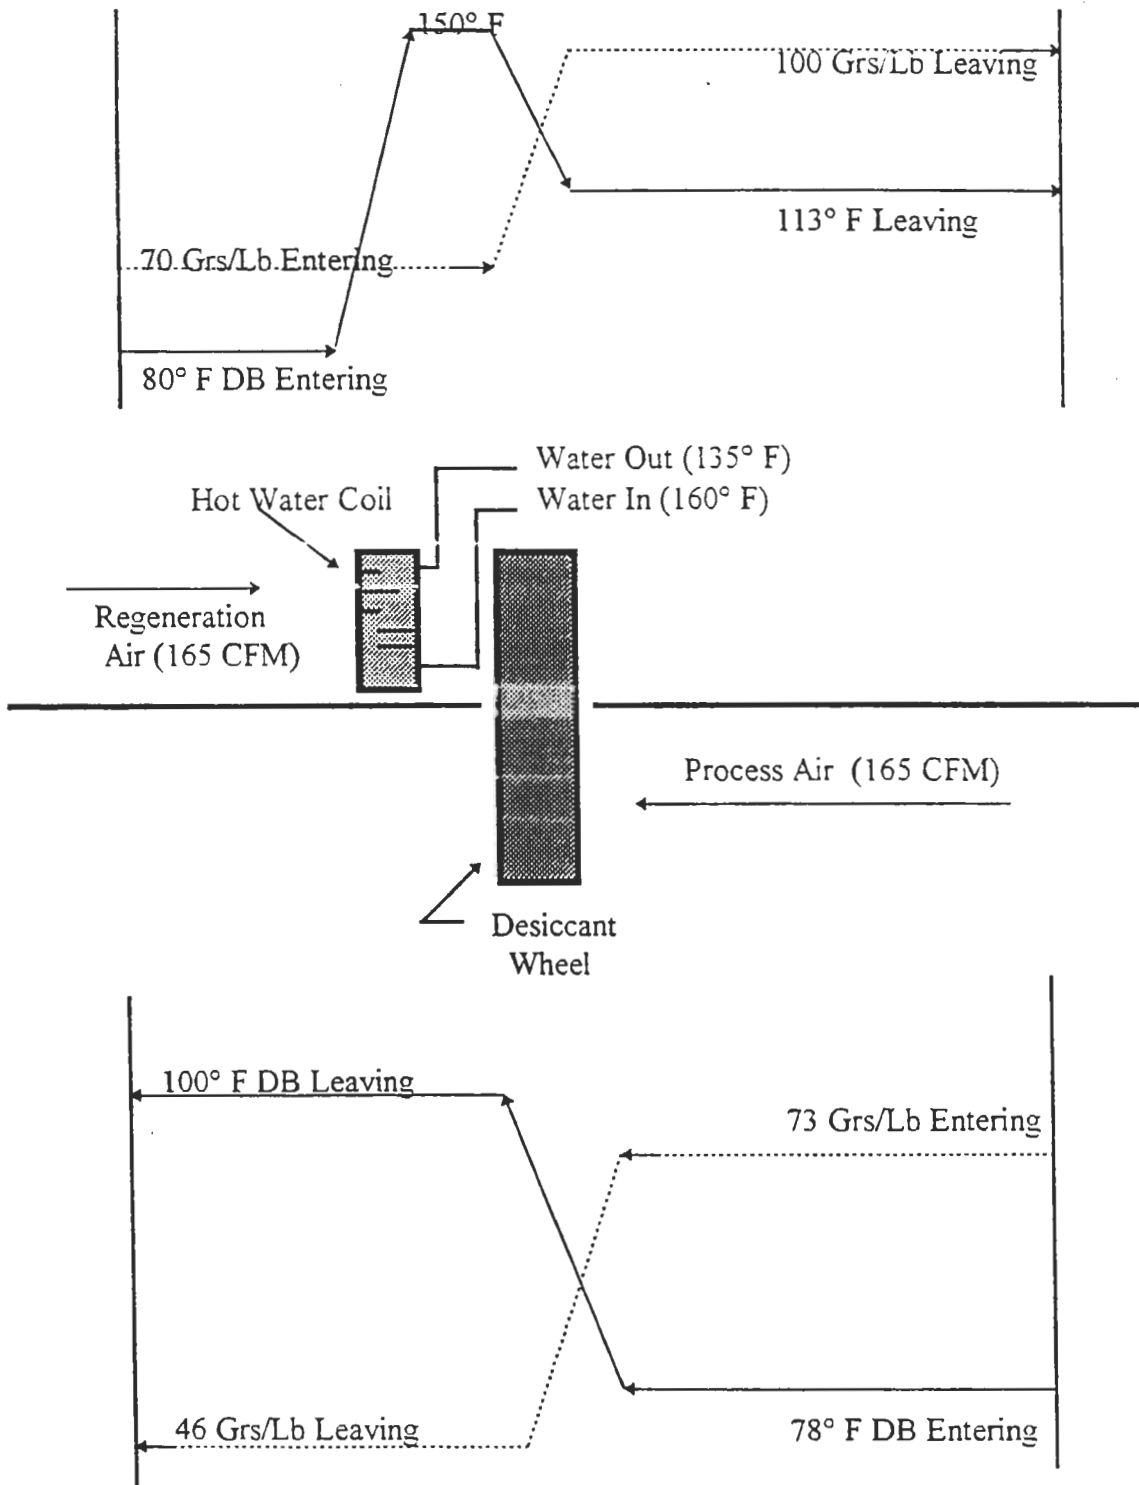 150° F
100 Grs/Lb Leaving
113° F Leaving
70 Grs/Lb Entering
80° F DB Entering
Water Out (135° F)
Hot Water Coil
Water In (160° F)
Regeneration
Air (165 CFM)
Process Air (165 CFM)
Desiccant
Wheel
100° F DB Leaving
73 Grs/Lb Entering
46 Grs/Lb Leaving
78° F DB Entering